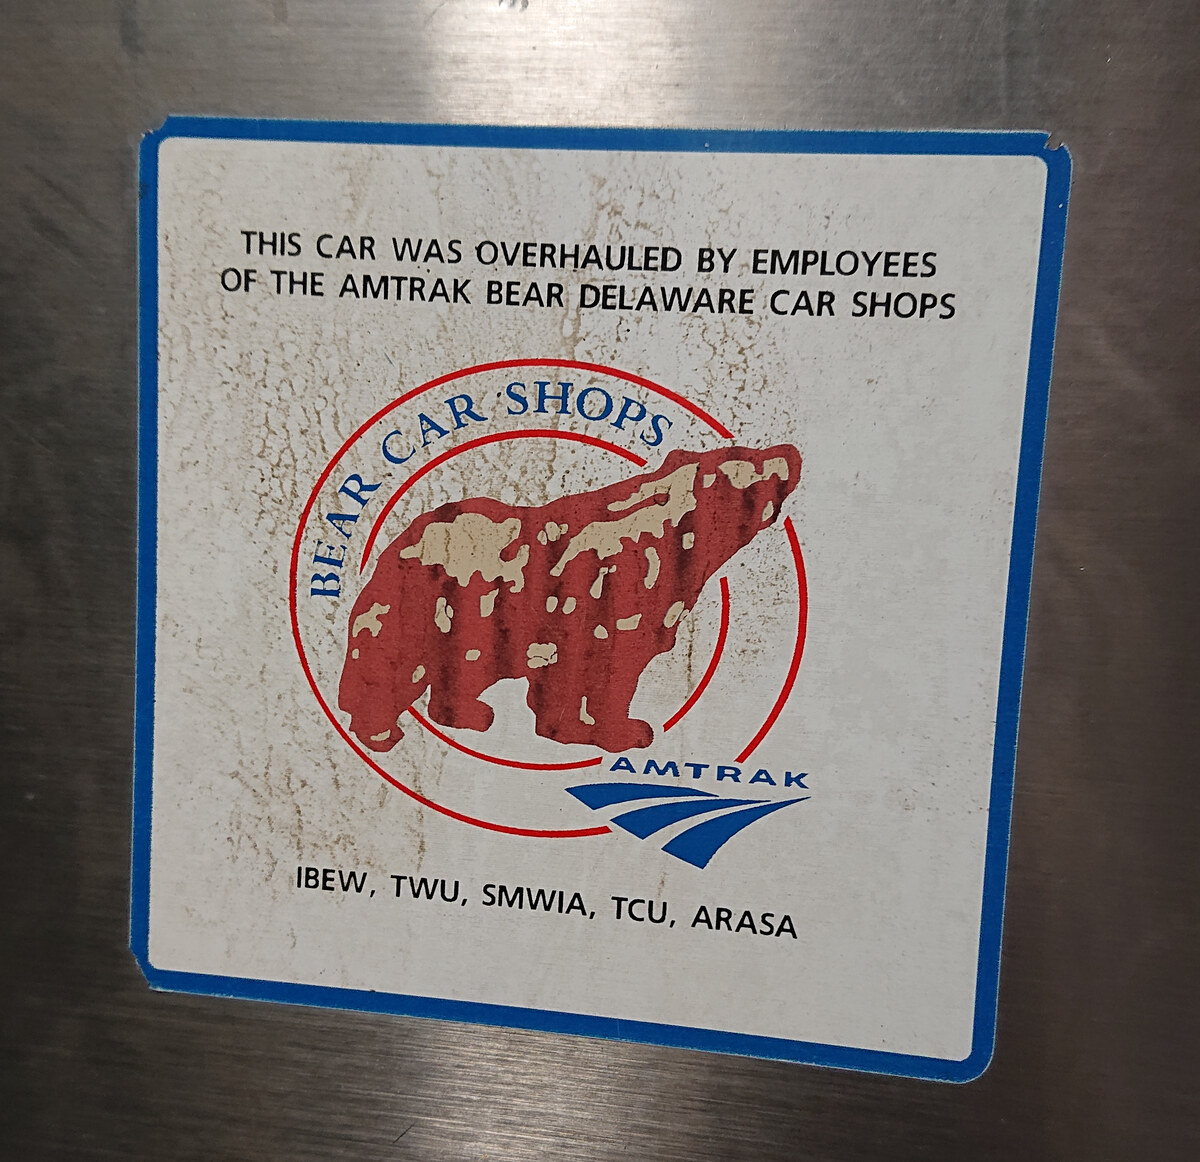 THIS CAR WAS OVERHAULED BY EMPLOYEES
OF THE AMTRAK BEAR DELAWARE CAR SHOPS
BEAR CAR SHOPS
AMTRAK
IBEW, TWU, SMWIA, TCU, ARASA